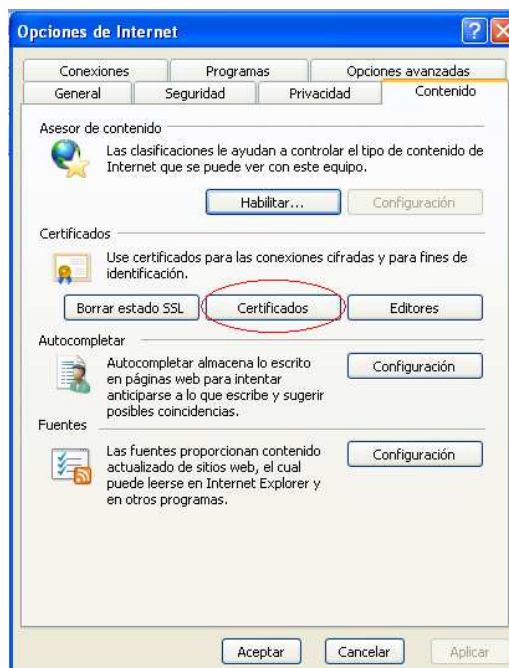 Opciones de Internet
Conexiones Programas Opciones avanzadas
General Seguridad Privacidad Contenido
Asesor de contenido
Las clasificaciones le ayudan a controlar el tipo de contenido de
Internet que se puede ver con este equipo.
Habilitar... Configuración
Certificados
Use certificados para las conexiones cifradas y para fines de
identificación.
Borrar estado SSL Certificados Editores
Autocompletar
Autocompletar almacena lo escrito
en páginas web para intentar
anticiparse a lo que escribe y sugerir
posibles coincidencias.
Configuración
Fuentes
Las fuentes proporcionan contenido
actualizado de sitios web, el cual
puede leerse en Internet Explorer y
en otros programas.
Configuración
Aceptar Cancelar Aplicar